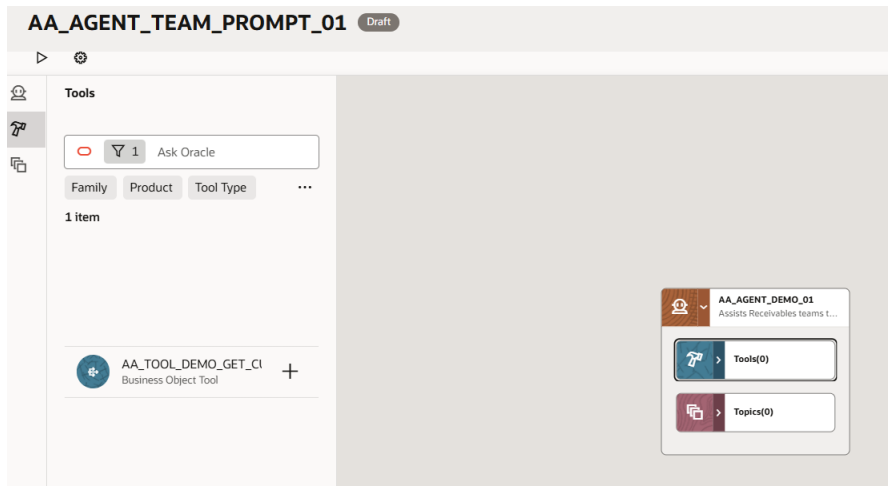 AA_AGENT_TEAM_PROMPT_01 Draft
Tools
1 Ask Oracle
Family Product Tool Type ...
1 item
AA_TOOL_DEMO_GET_CU
Business Object Tool
AA_AGENT_DEMO_01
Assists Receivables teams t...
Tools(0)
Topics(0)